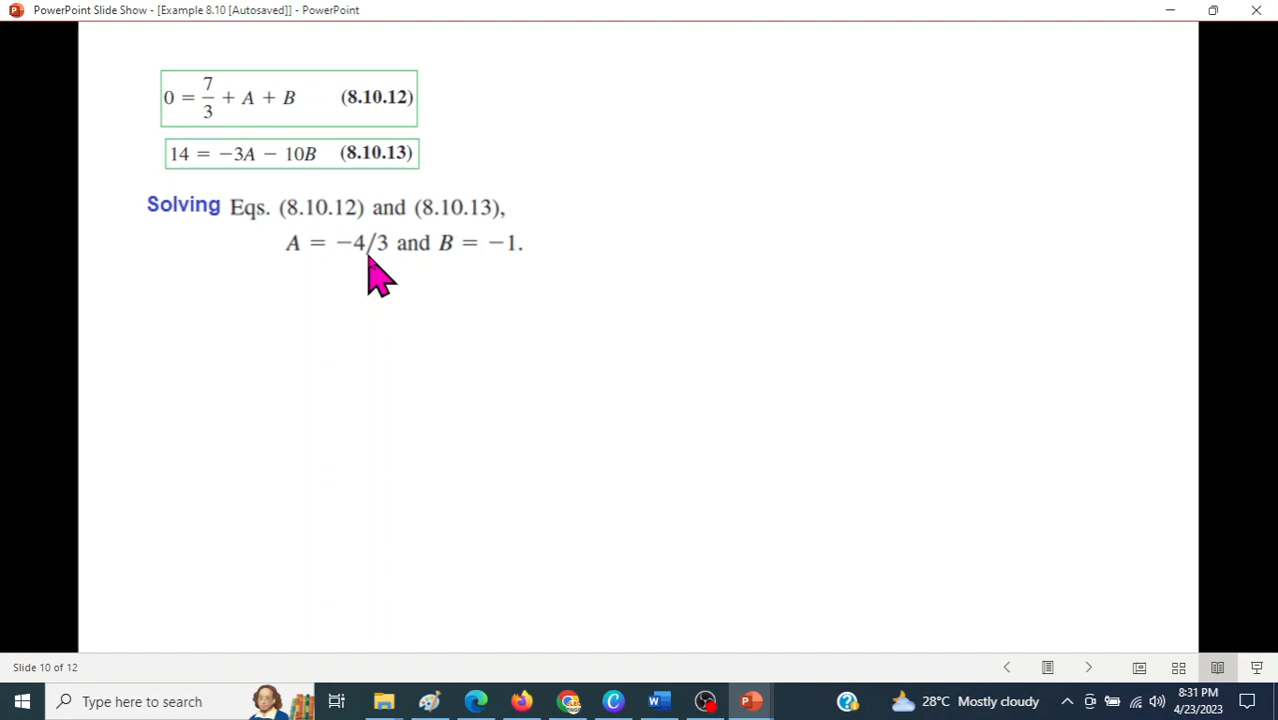 PowerPoint Slide Show - [Example 8.10 [Autosaved]] - PowerPoint
0 = 7/3 + A + B (8.10.12)
14 = −3A − 10B (8.10.13)
Solving Eqs. (8.10.12) and (8.10.13),
A = −4/3 and B = −1.
Slide 10 of 12
Type here to search
28°C Mostly cloudy
8:31 PM
4/23/2023